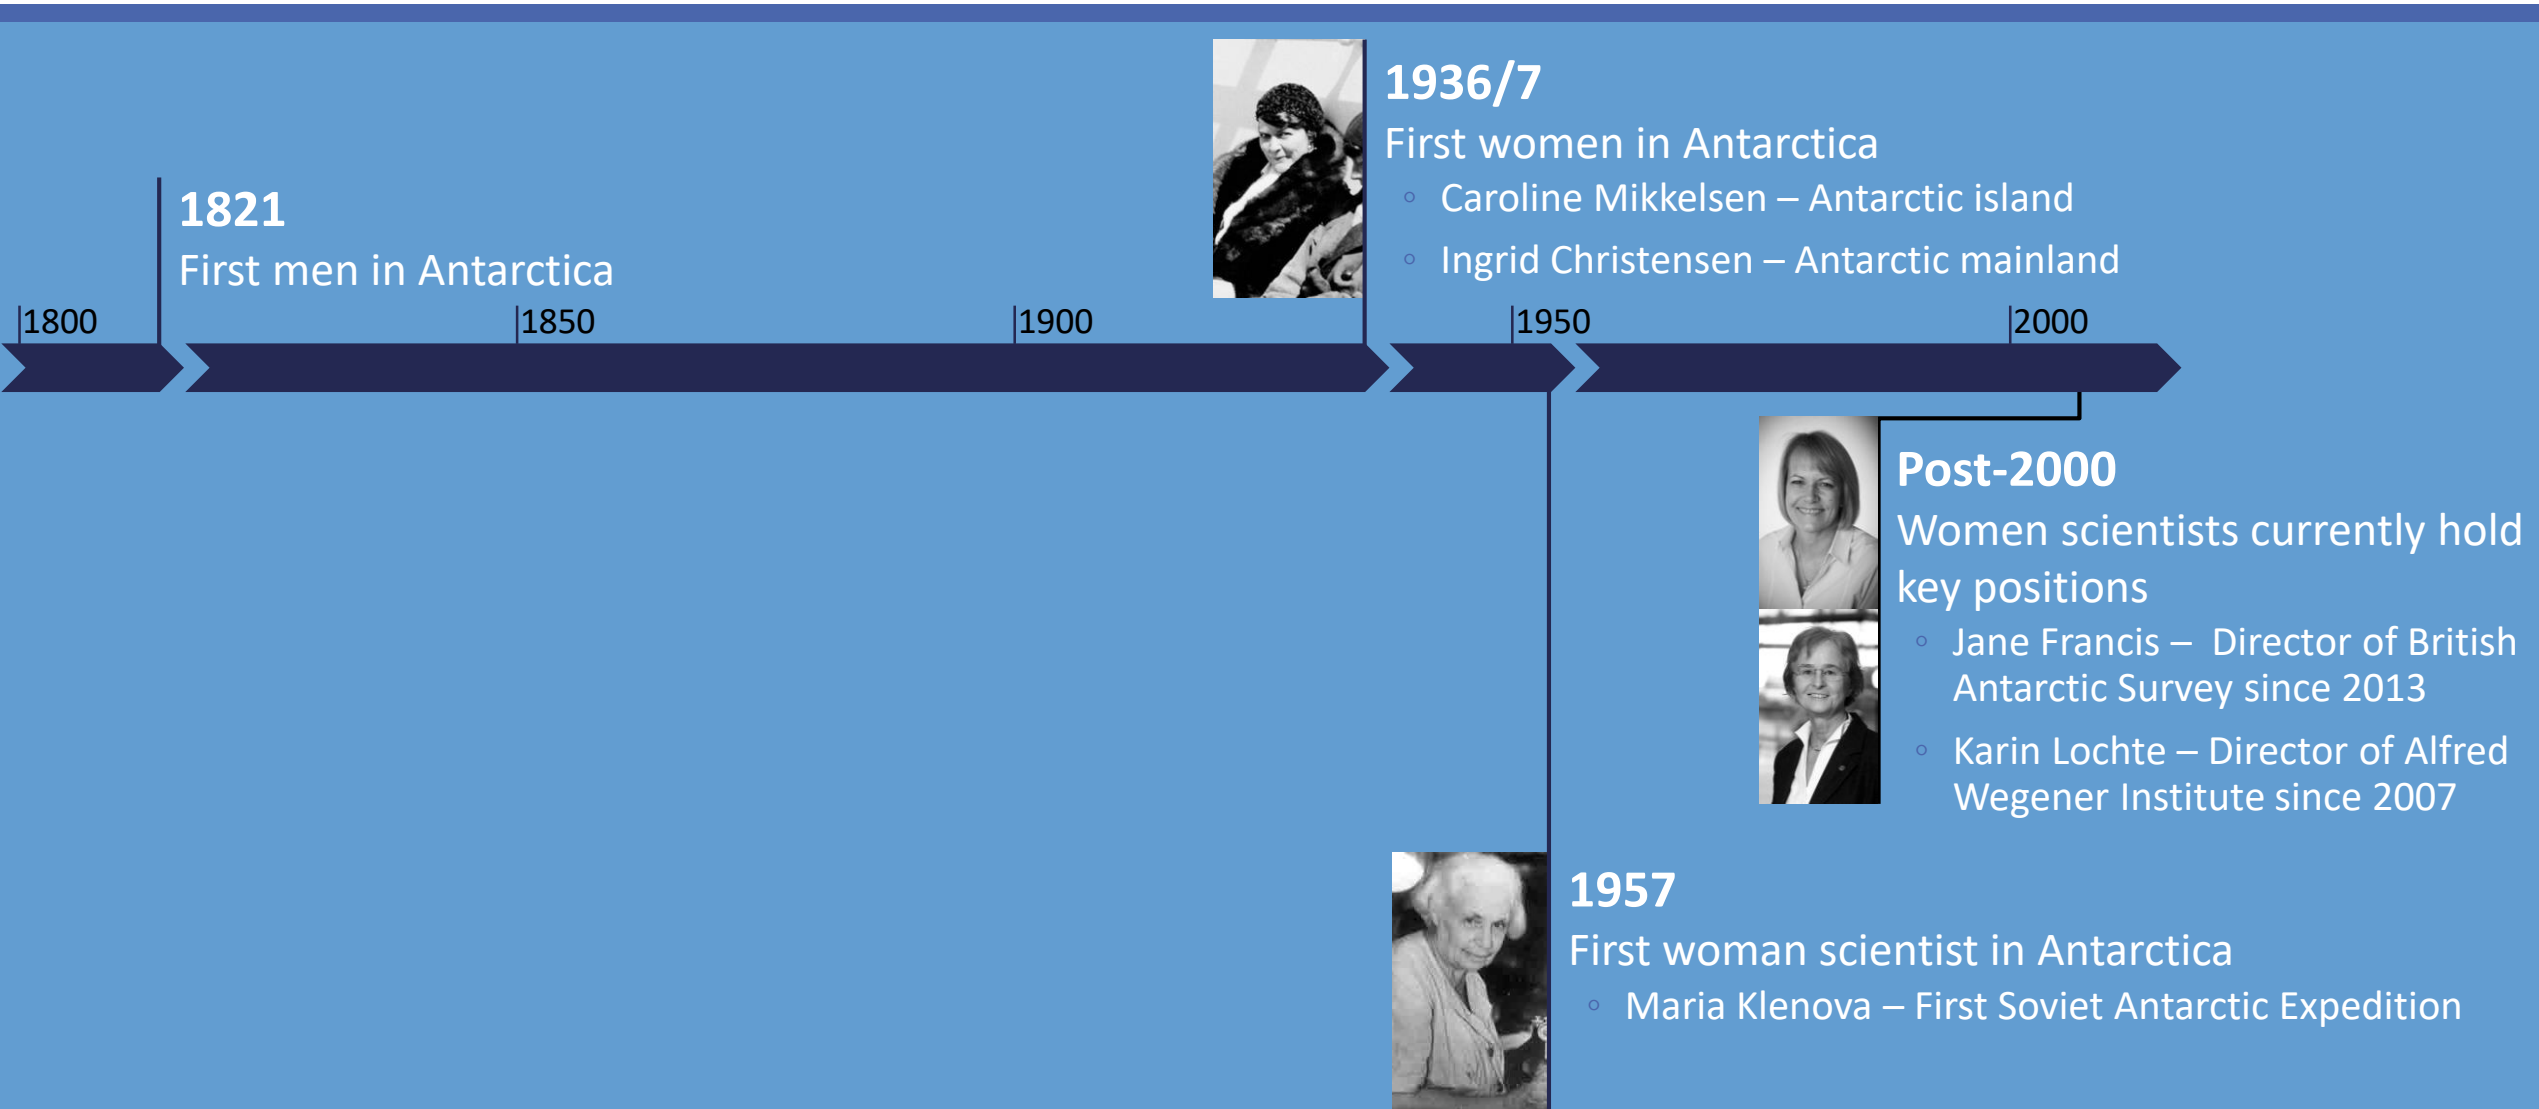 1936/7
First women in Antarctica
◦ Caroline Mikkelsen – Antarctic island
◦ Ingrid Christensen – Antarctic mainland
1821
First men in Antarctica
1800
1850
1900
1950
2000
Post-2000
Women scientists currently hold
key positions
◦ Jane Francis – Director of British
Antarctic Survey since 2013
◦ Karin Lochte – Director of Alfred
Wegener Institute since 2007
1957
First woman scientist in Antarctica
◦ Maria Klenova – First Soviet Antarctic Expedition